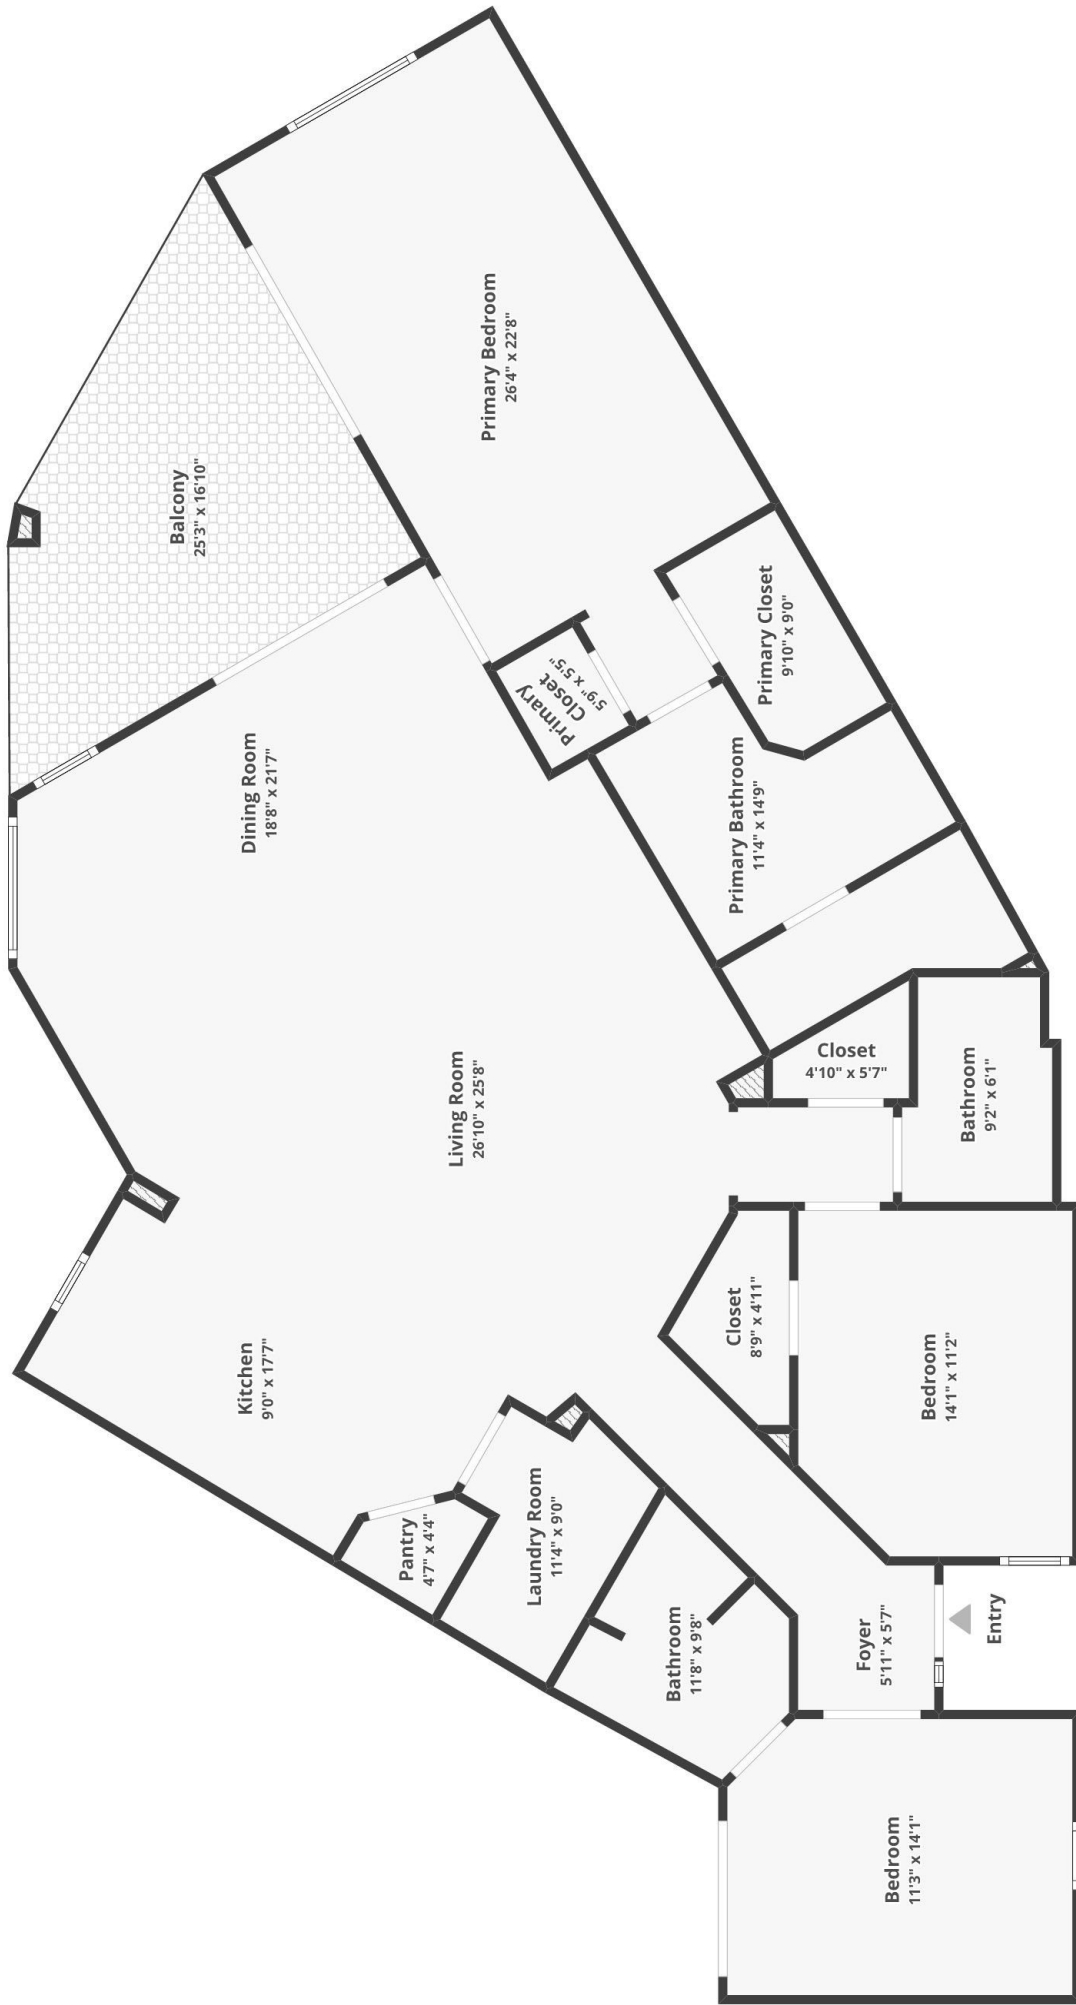 Primary Bedroom
26'4" x 22'8"
Balcony
25'3" x 16'10"
Primary Closet
9'10" x 9'0"
Primary
Closet
5'9" x 5'5"
Dining Room
18'8" x 21'7"
Primary Bathroom
11'4" x 14'9"
Living Room
26'10" x 25'8"
Closet
4'10" x 5'7"
Bathroom
9'2" x 6'1"
Kitchen
9'0" x 17'7"
Closet
8'9" x 4'11"
Bedroom
14'1" x 11'2"
Pantry
4'7" x 4'4"
Laundry Room
11'4" x 9'0"
Bathroom
11'8" x 9'8"
Foyer
5'11" x 5'7"
Entry
Bedroom
11'3" x 14'1"